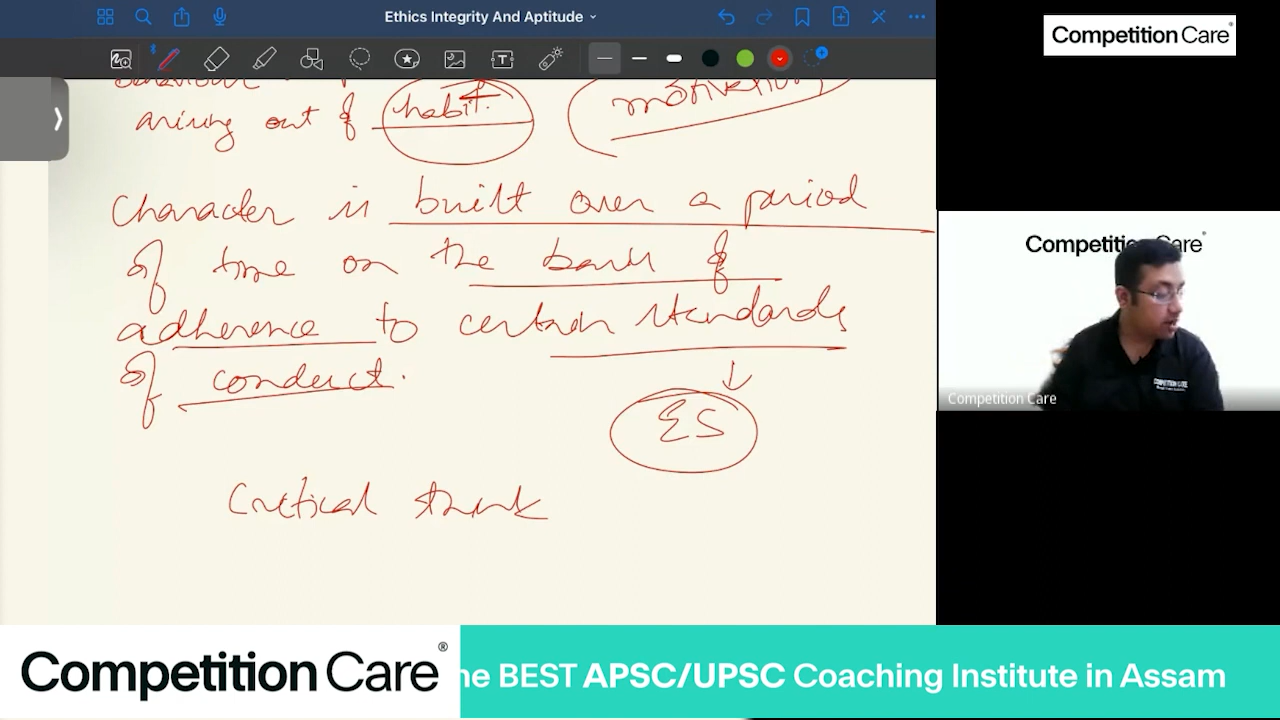 Ethics Integrity And Aptitude
Competition Care®
Behaviour
arising out of habit. motivation
Character is built over a period
of time on the basis of
adherence to certain standards
of conduct.
ES
Critical think
Competition Care®
COMPETITION CARE
Competition Care
Competition Care®
he BEST APSC/UPSC Coaching Institute in Assam